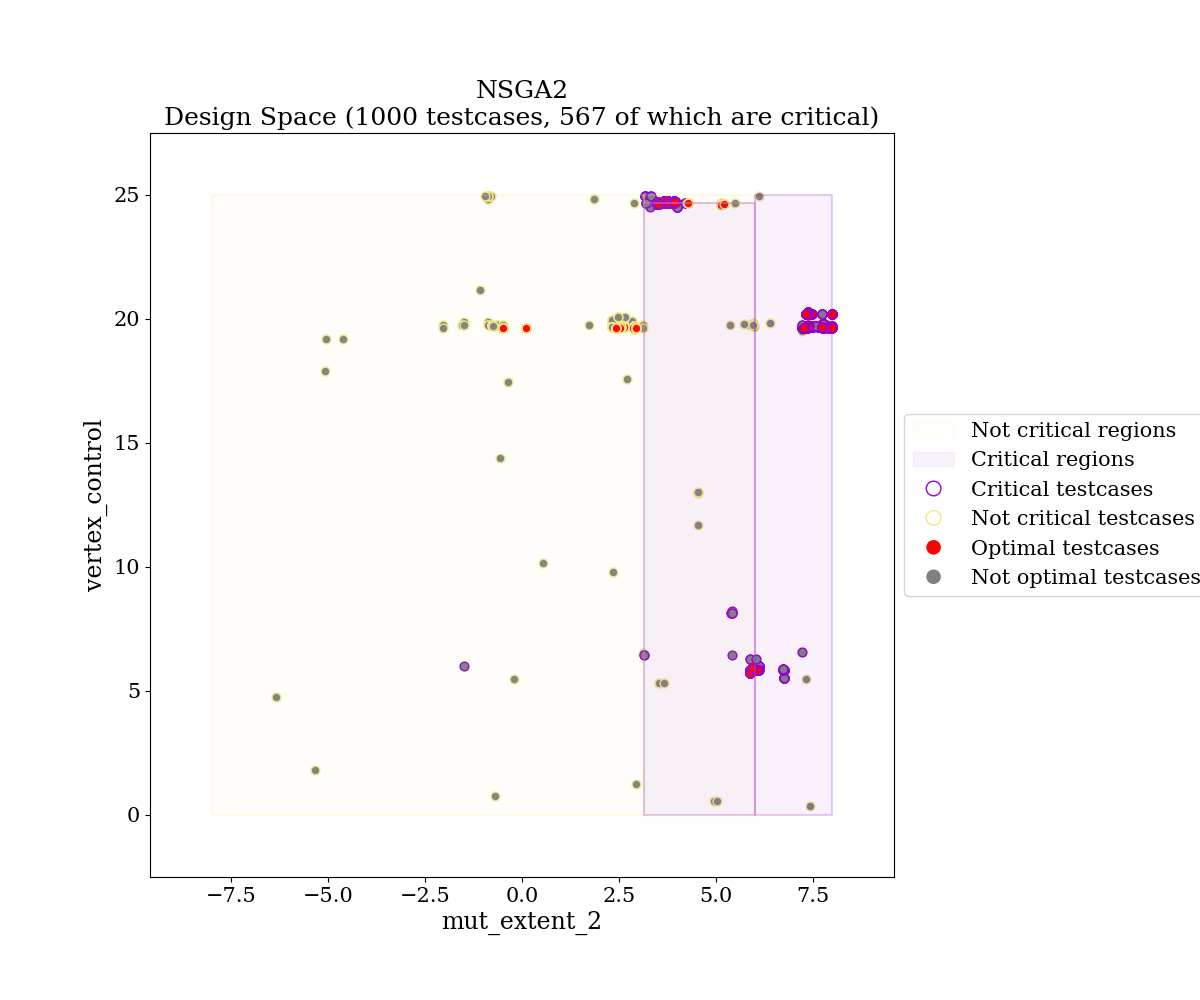 NSGA2
Design Space (1000 testcases, 567 of which are critical)
25
20
15
10
5
0
vertex_control
−7.5
−5.0
−2.5
0.0
2.5
5.0
7.5
mut_extent_2
Not critical regions
Critical regions
Critical testcases
Not critical testcases
Optimal testcases
Not optimal testcases